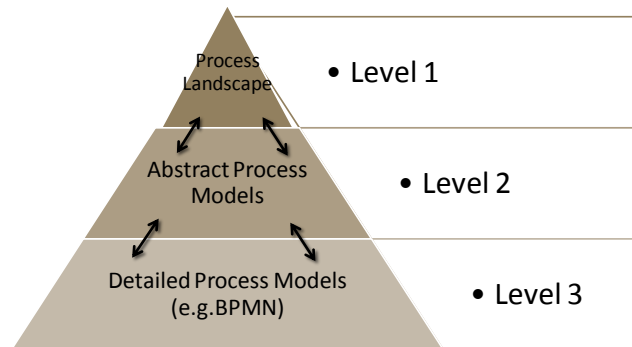 Process
Landscape
• Level 1
Abstract Process
Models
• Level 2
Detailed Process Models
(e.g.BPMN)
• Level 3